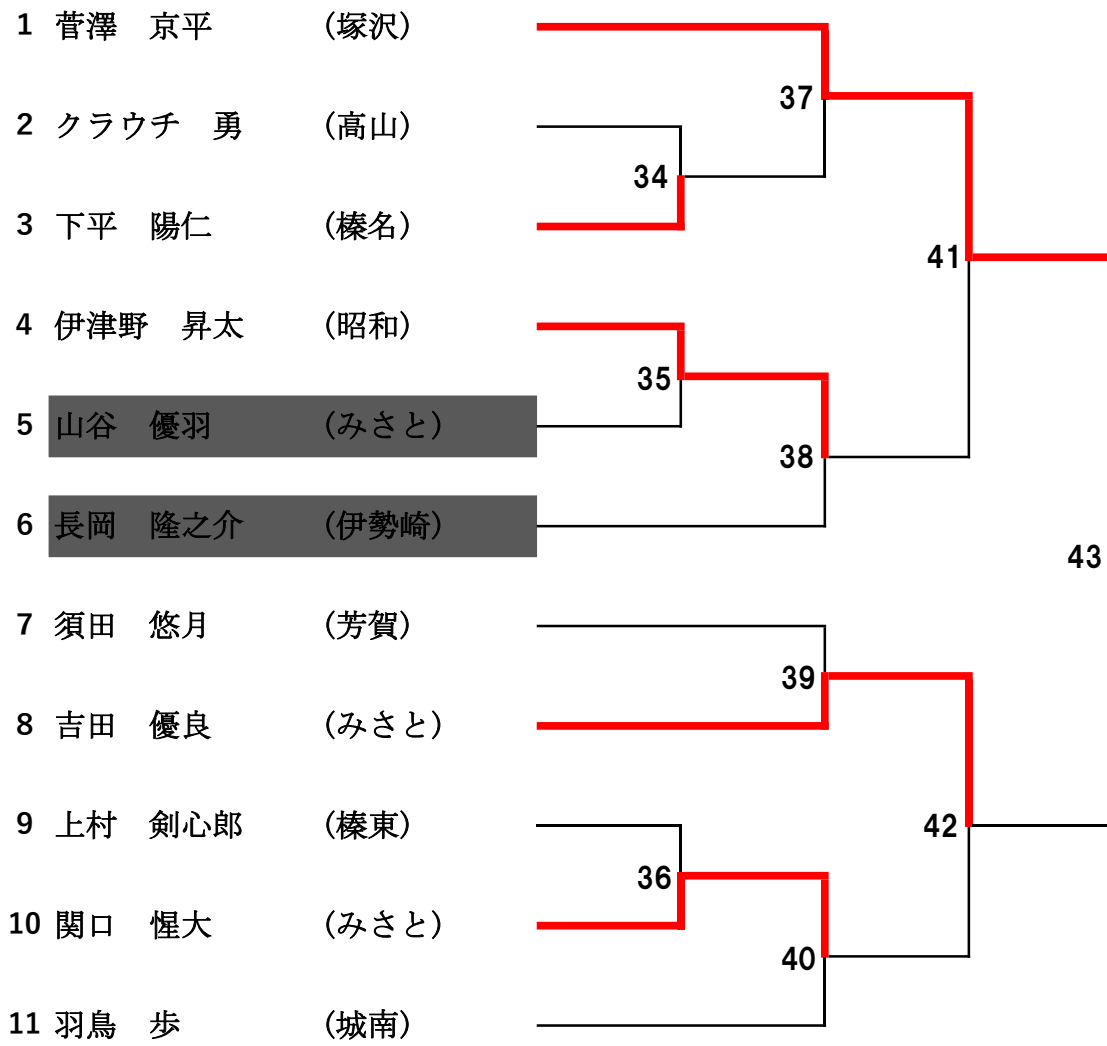 1 菅澤　京平 (塚沢)
37
2 クラウチ　勇 (高山)
34
3 下平　陽仁 (榛名)
41
4 伊津野　昇太 (昭和)
35
5 山谷　優羽 (みさと)
38
6 長岡　隆之介 (伊勢崎)
43
7 須田　悠月 (芳賀)
39
8 吉田　優良 (みさと)
9 上村　剣心郎 (榛東)
42
36
10 関口　惺大 (みさと)
40
11 羽鳥　歩 (城南)